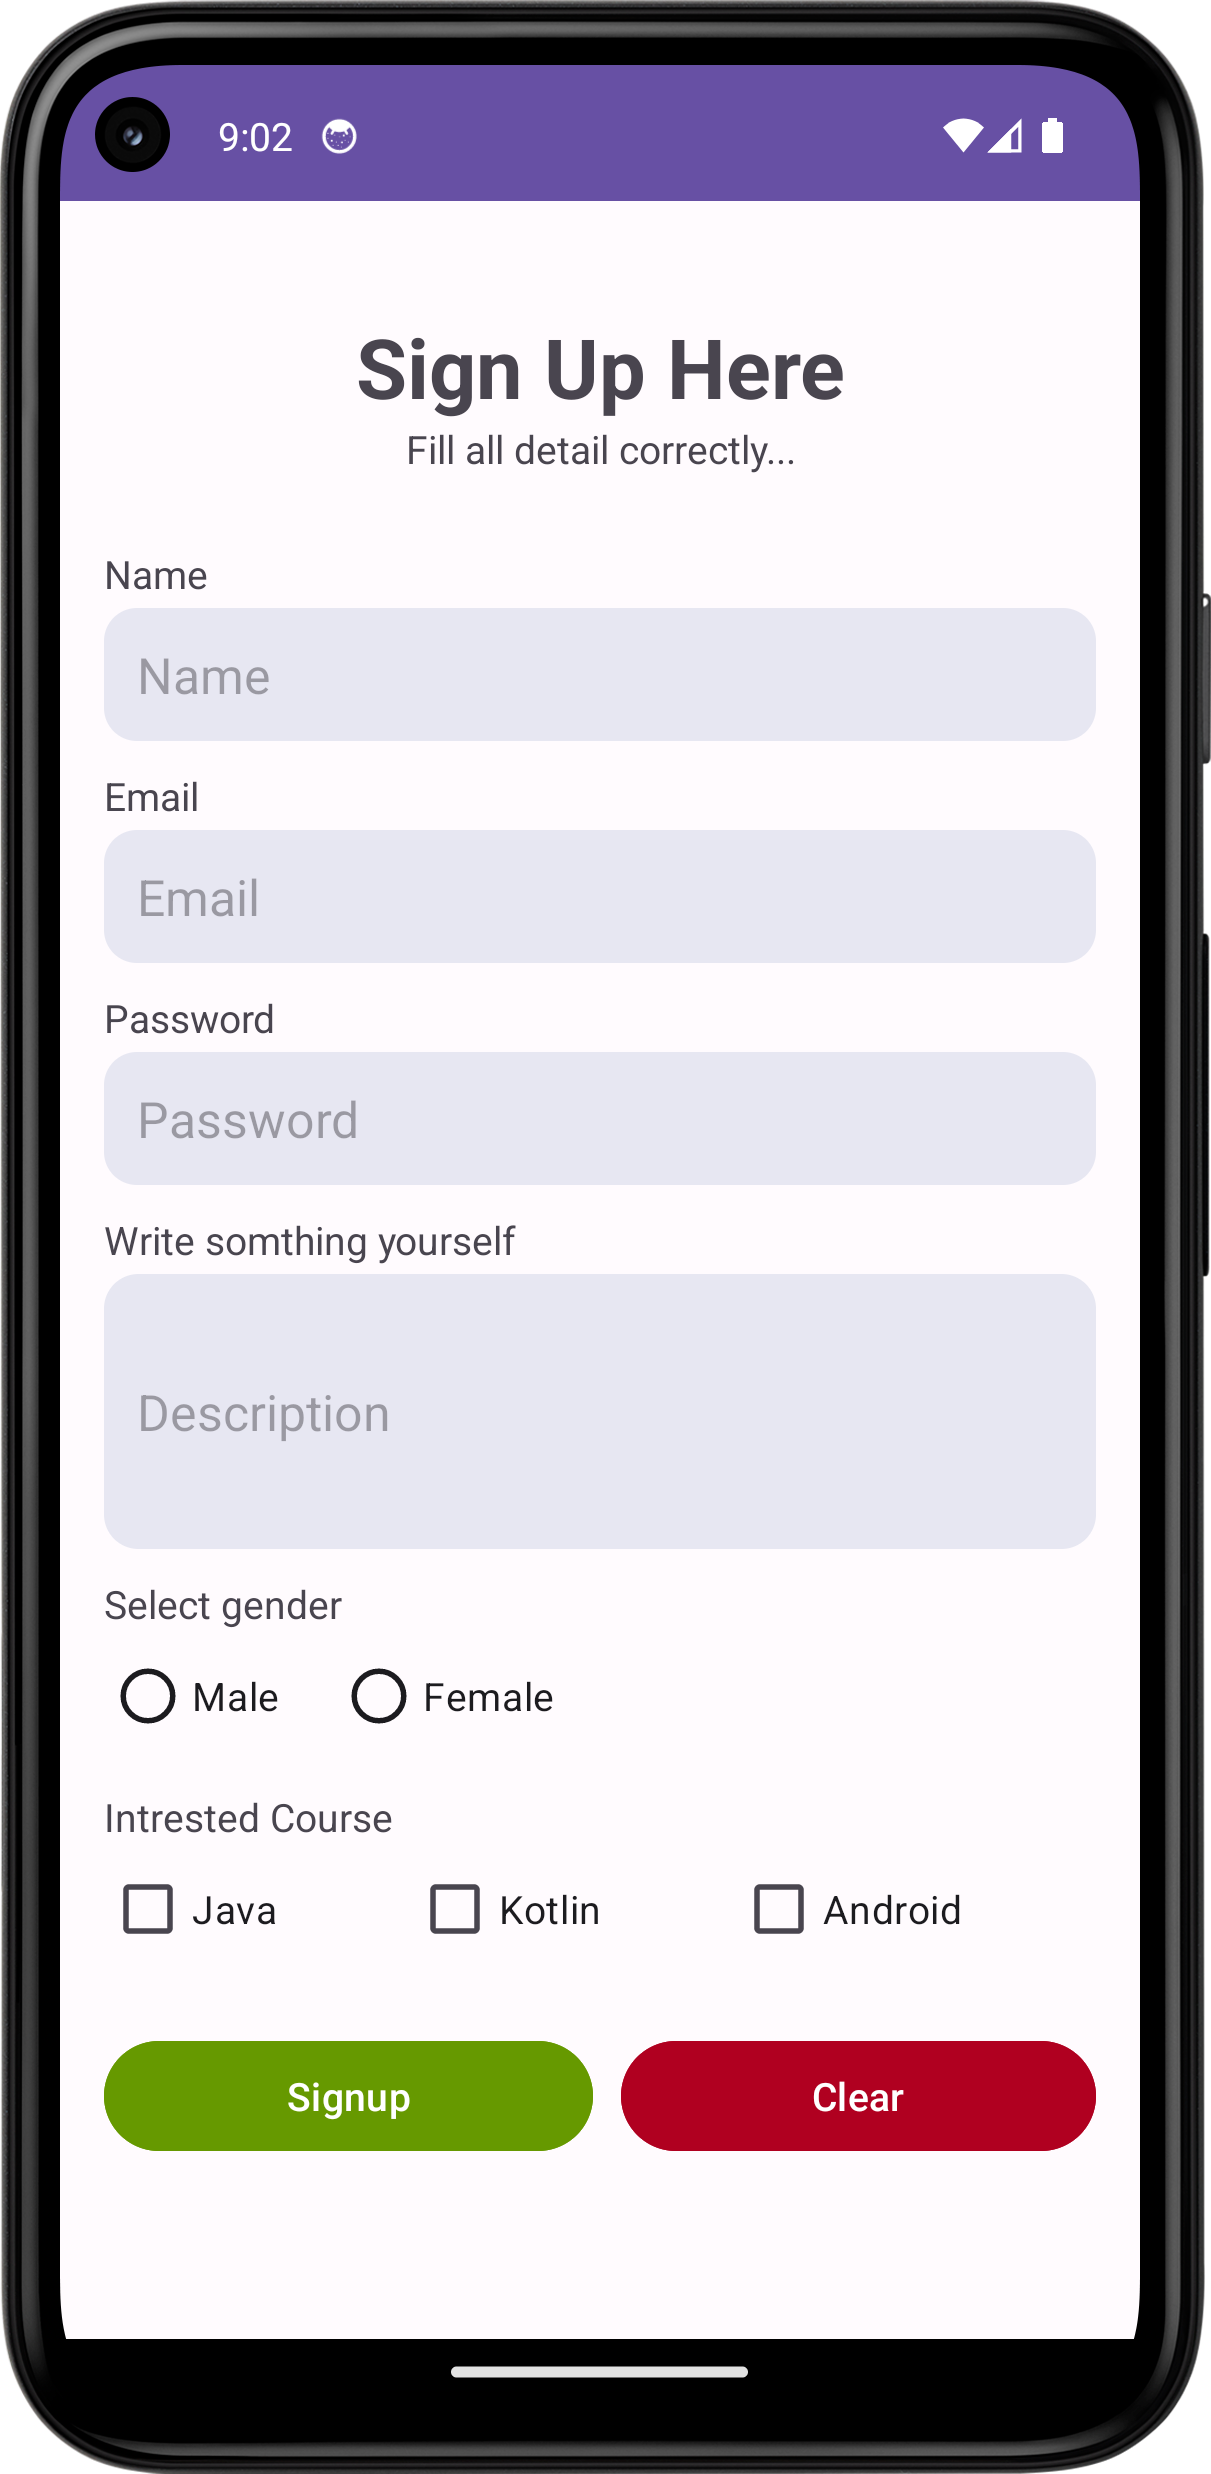 9:02
Sign Up Here
Fill all detail correctly...
Name
Name
Email
Email
Password
Password
Write somthing yourself
Description
Select gender
Male Female
Intrested Course
Java Kotlin Android
Signup Clear